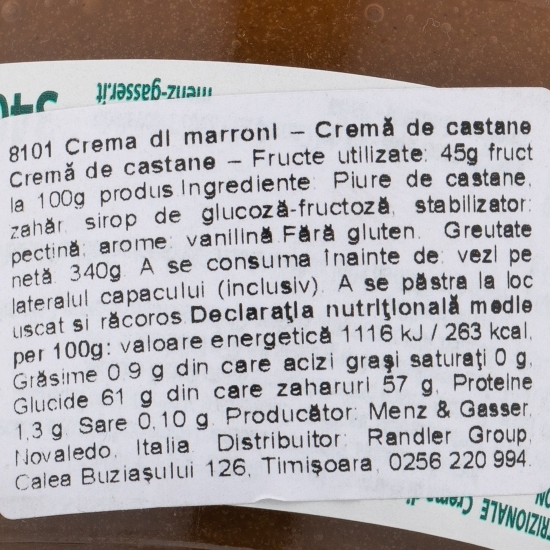 menz-gasser.it
8101 Crema di marroni – Cremă de castane
Cremă de castane – Fructe utilizate: 45g fruct
la 100g produs Ingrediente: Piure de castane,
zahăr, sirop de glucoză-fructoză, stabilizator:
pectină; arome: vanilină.Fără gluten. Greutate
netă: 340g. A se consuma înainte de: vezi pe
lateralul capacului (inclusiv). A se păstra la loc
uscat si răcoros.Declarația nutrițională medie
per 100g: valoare energetică 1116 kJ / 263 kcal,
Grăsime 0,9 g din care acizi grași saturați 0 g,
Glucide 61 g din care zaharuri 57 g, Proteine
1,3 g, Sare 0,10 g. Producător: Menz & Gasser,
Novaledo, Italia. Distribuitor: Randler Group,
Calea Buziașului 126, Timișoara, 0256 220 994.